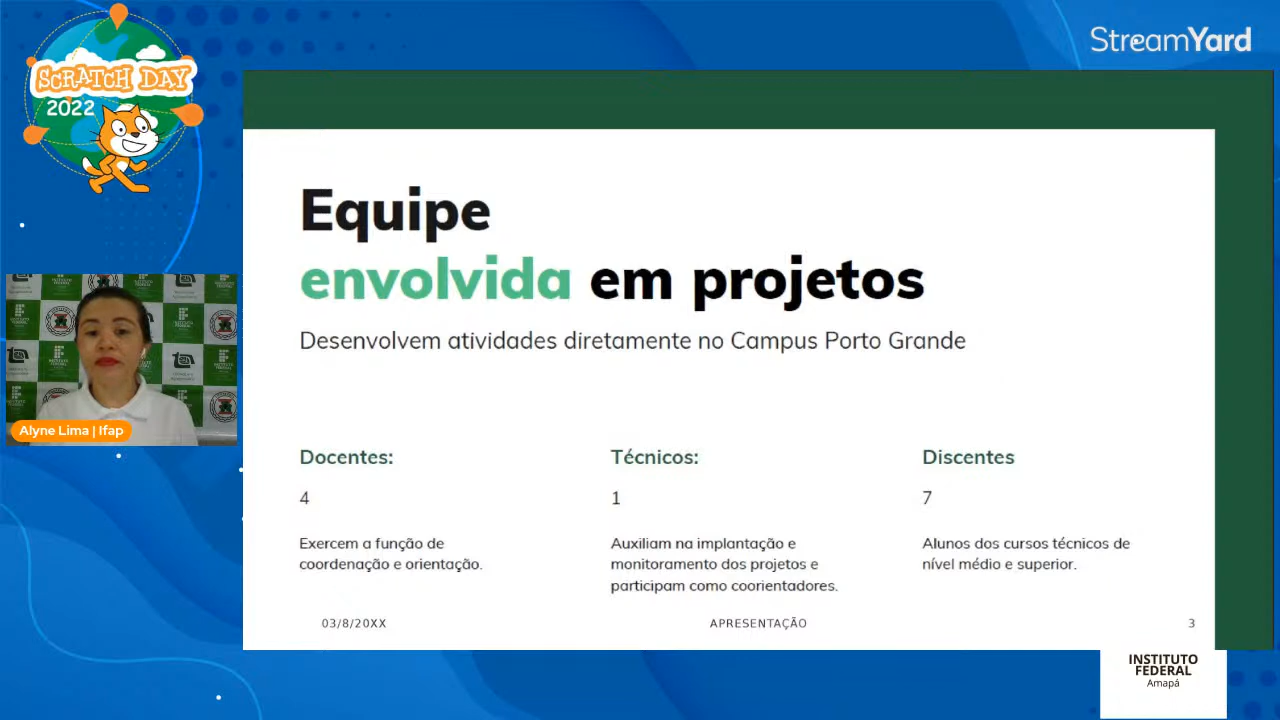 SCRATCH DAY
2022
StreamYard
Equipe
envolvida em projetos
Desenvolvem atividades diretamente no Campus Porto Grande
Docentes:
4
Exercem a função de
coordenação e orientação.
Técnicos:
1
Auxiliam na implantação e
monitoramento dos projetos e
participam como coorientadores.
Discentes
7
Alunos dos cursos técnicos de
nível médio e superior.
03/8/20XX
APRESENTAÇÃO
3
Alyne Lima | Ifap
INSTITUTO
FEDERAL
Amapá